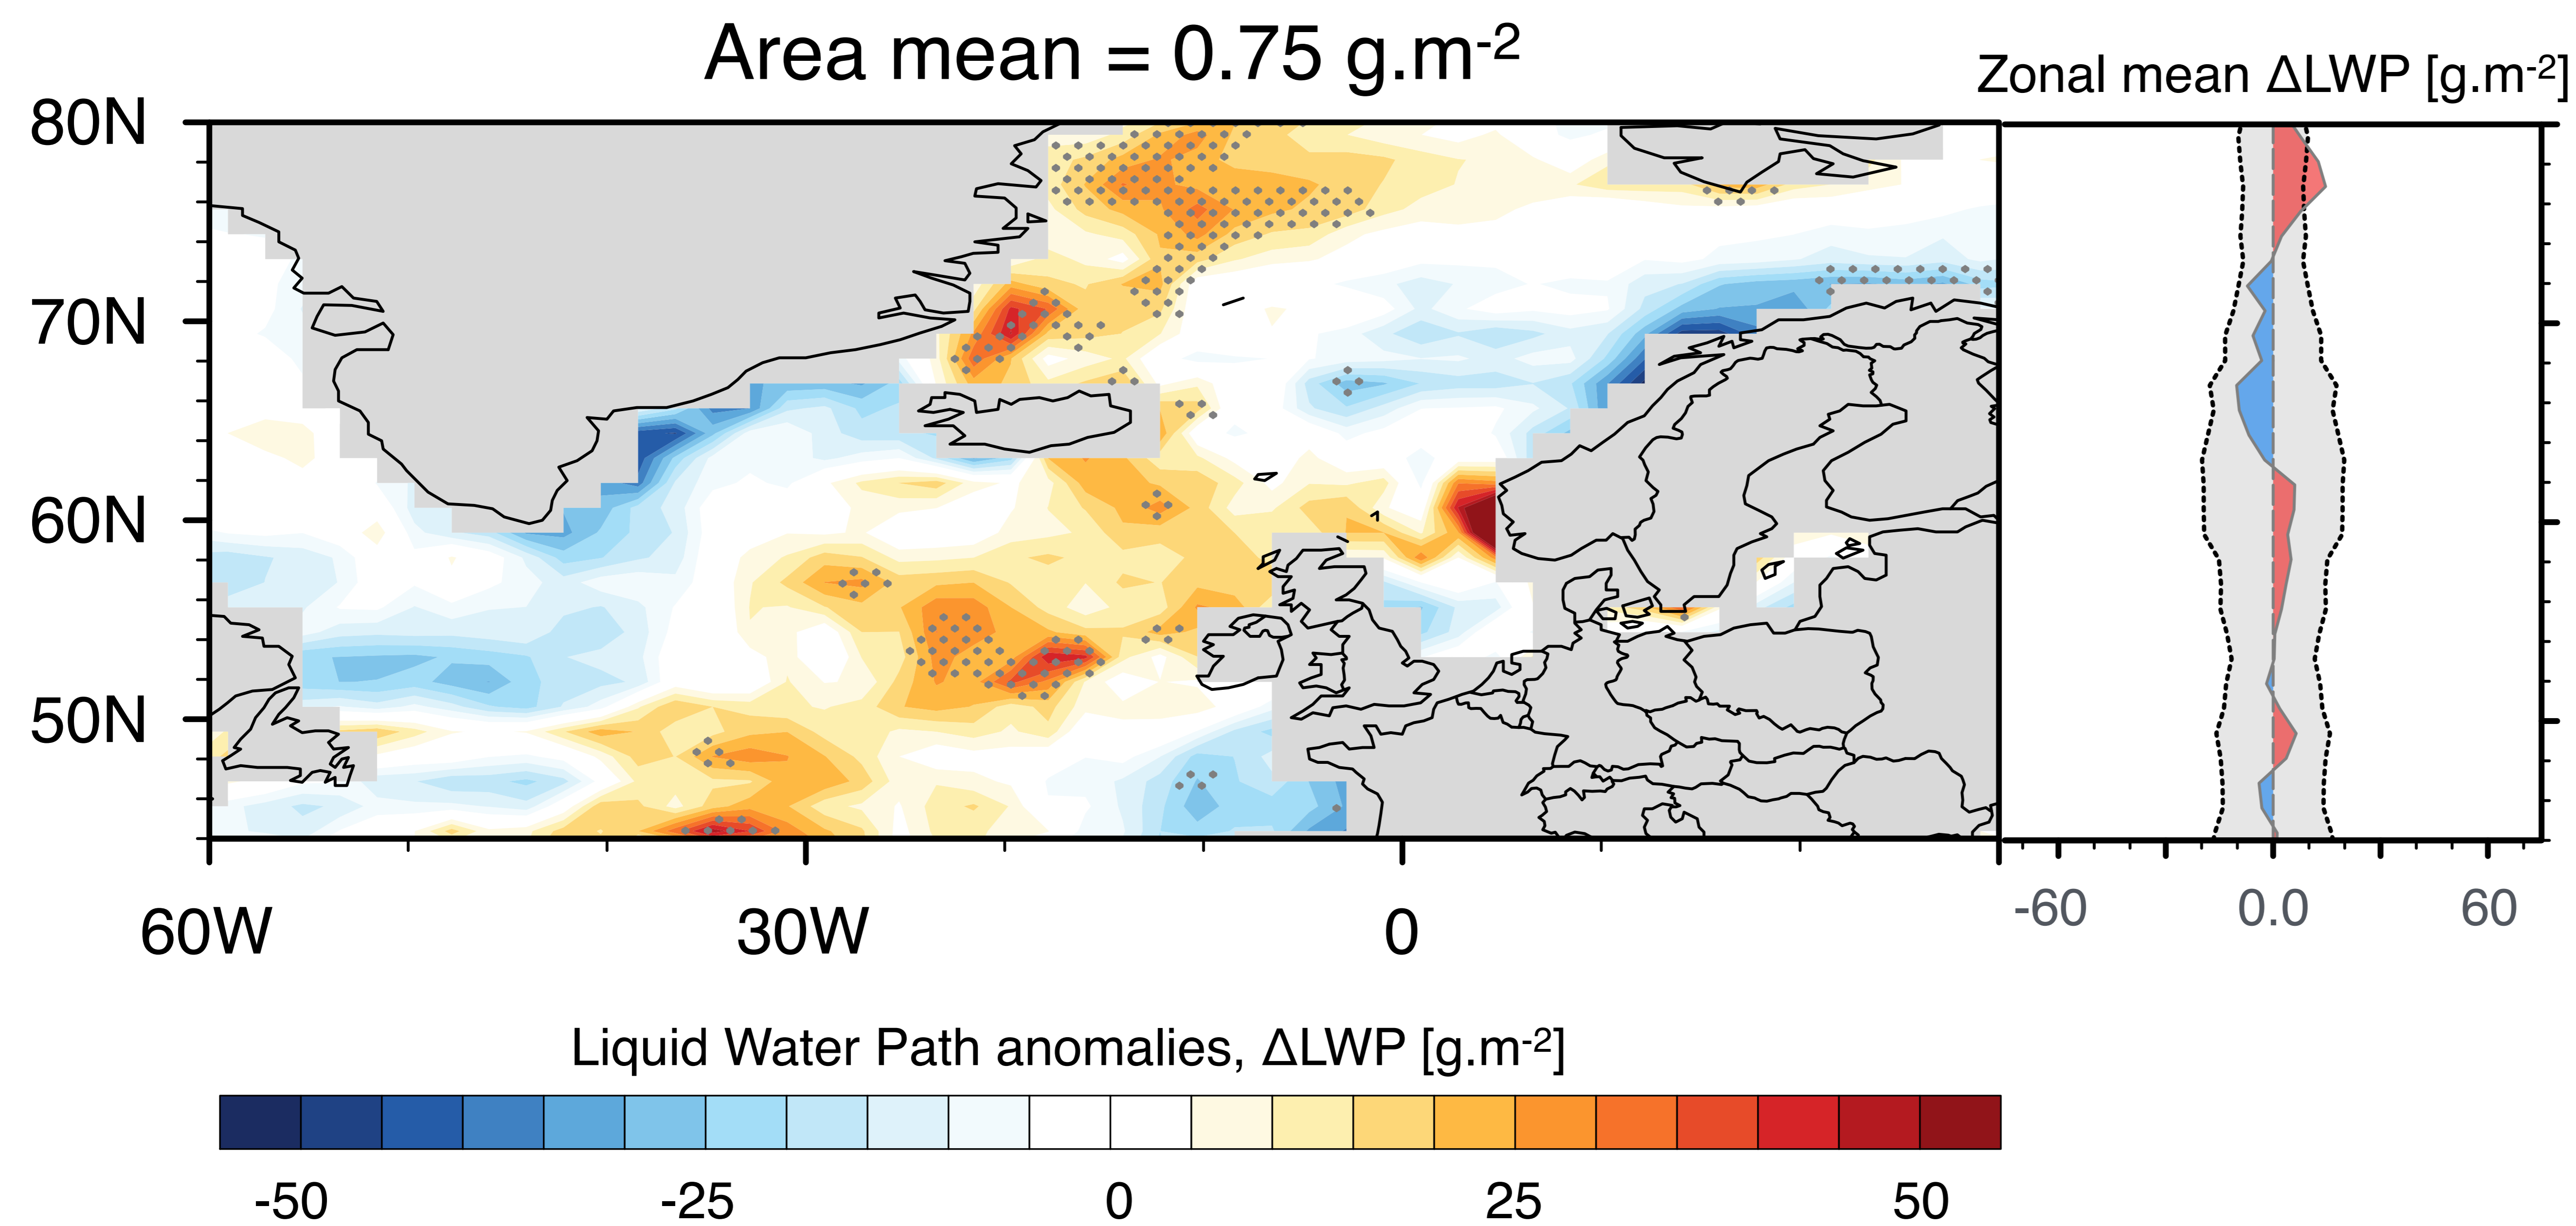 Area mean = 0.75 g.m-2
Zonal mean ΔLWP [g.m-2]
80N
70N
60N
50N
60W 30W 0
-60 0.0 60
Liquid Water Path anomalies, ΔLWP [g.m-2]
-50 -25 0 25 50